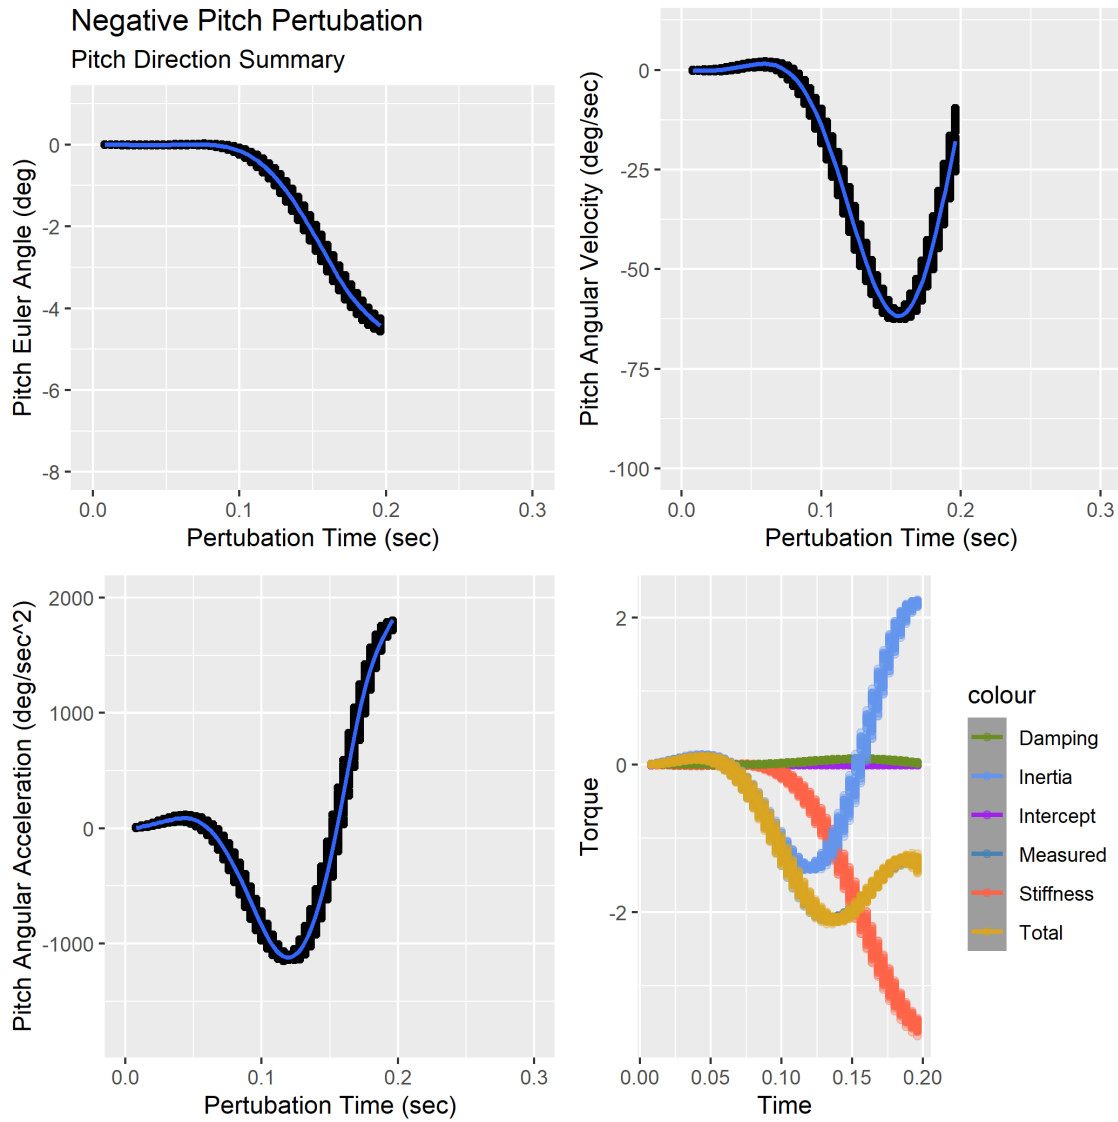 Negative Pitch Pertubation
Pitch Direction Summary
Pitch Euler Angle (deg)
0
-2
-4
-6
-8
0.0 0.1 0.2 0.3
Pertubation Time (sec)
Pitch Angular Velocity (deg/sec)
0
-25
-50
-75
-100
0.0 0.1 0.2 0.3
Pertubation Time (sec)
Pitch Angular Acceleration (deg/sec^2)
2000
1000
0
-1000
0.0 0.1 0.2 0.3
Pertubation Time (sec)
Torque
2
0
-2
0.00 0.05 0.10 0.15 0.20
Time
colour
Damping
Inertia
Intercept
Measured
Stiffness
Total